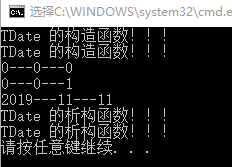 选择C:\WINDOWS\system32\cmd.e
TDate 的构造函数!!!
TDate 的构造函数!!!
0---0---0
0---0---1
2019---11---11
TDate 的析构函数!!!
TDate 的析构函数!!!
请按任意键继续. . .